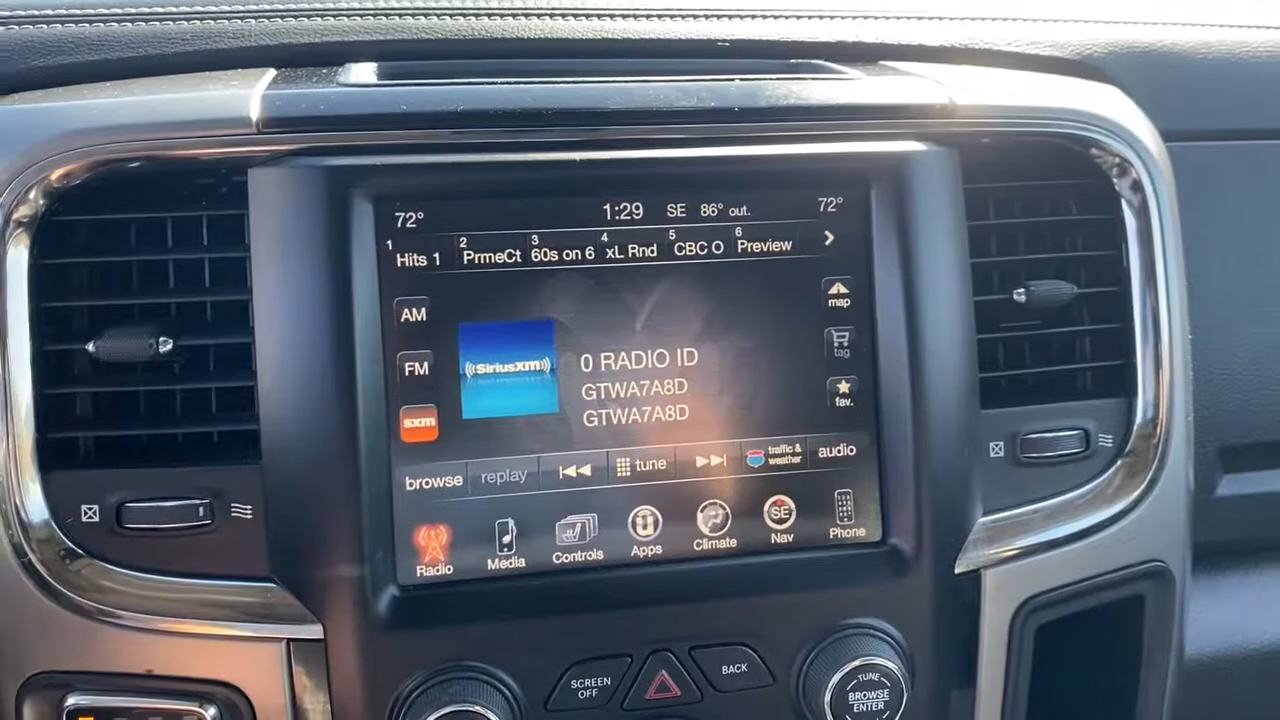 72° 1:29 SE 86° out. 72°
1 Hits 1 2 PrmeCt 3 60s on 6 4 xL Rnd 5 CBC O 6 Preview
AM
map
FM
((SiriusXM))
0 RADIO ID
tag
GTWA7A8D
fav.
sxm
GTWA7A8D
browse replay tune traffic & weather audio
SE
Radio Media Controls Apps Climate Nav Phone
SCREEN OFF
BACK
TUNE
BROWSE
ENTER